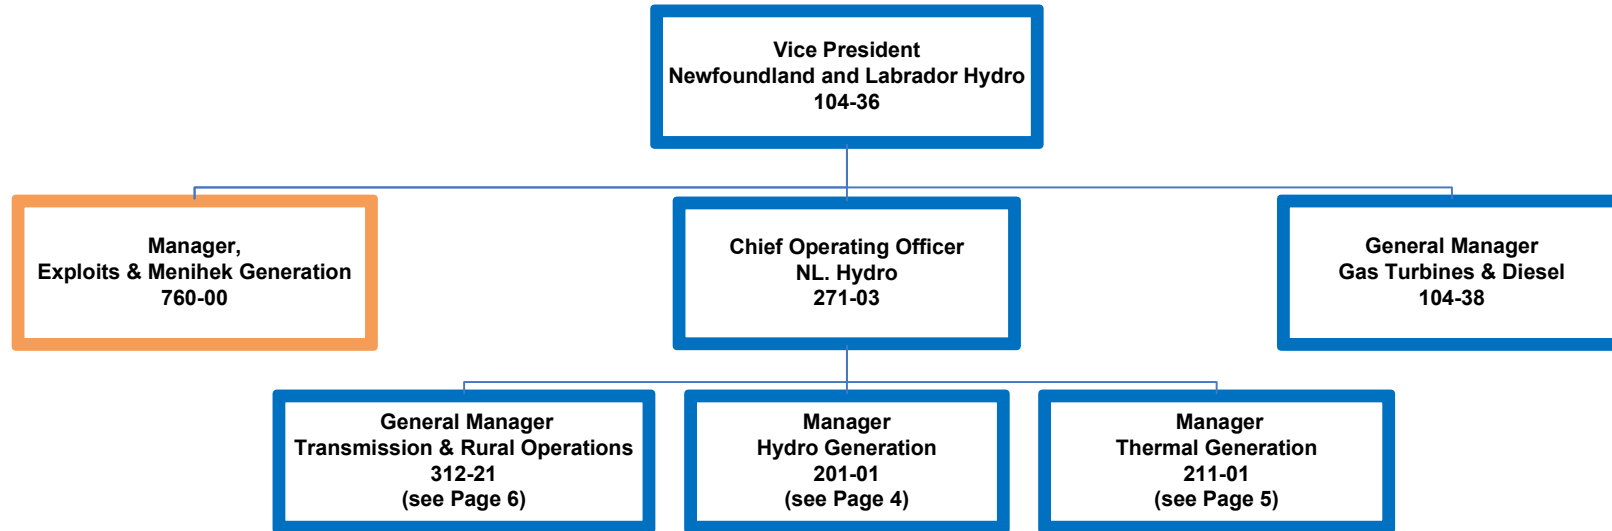 Vice President
Newfoundland and Labrador Hydro
104-36
Manager,
Exploits & Menihek Generation
760-00
Chief Operating Officer
NL. Hydro
271-03
General Manager
Gas Turbines & Diesel
104-38
General Manager
Transmission & Rural Operations
312-21
(see Page 6)
Manager
Hydro Generation
201-01
(see Page 4)
Manager
Thermal Generation
211-01
(see Page 5)